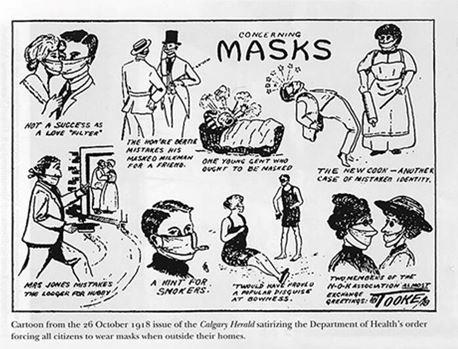 CONCERNING
MASKS
NOT A SUCCESS AS
A LOVE "FILTER"
THE HON'BLE BERTIE
MISTAKES HIS
MASKED MILKMAN
FOR A FRIEND.
ONE YOUNG GENT WHO
OUGHT TO BE MASKED
THE NEW COOK — ANOTHER
CASE OF MISTAKEN IDENTITY.
MRS JONES MISTAKES
THE LODGER FOR HUBBY
A HINT FOR
SMOKERS.
'TWOULD HAVE PROVED
A POPULAR DISGUISE
AT BOWNESS.
TWO MEMBERS OF THE
N-D-K ASSOCIATION ALMOST
EXCHANGE
GREETINGS:
TOOKE
Cartoon from the 26 October 1918 issue of the Calgary Herald satirizing the Department of Health's order
forcing all citizens to wear masks when outside their homes.